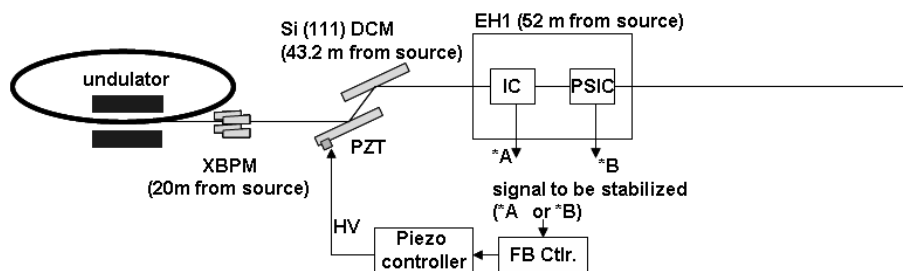 Si (111) DCM
(43.2 m from source)
EH1 (52 m from source)
undulator
IC
PSIC
XBPM
(20m from source)
PZT
*A
*B
signal to be stabilized
(*A or *B)
HV
Piezo
controller
FB Ctlr.